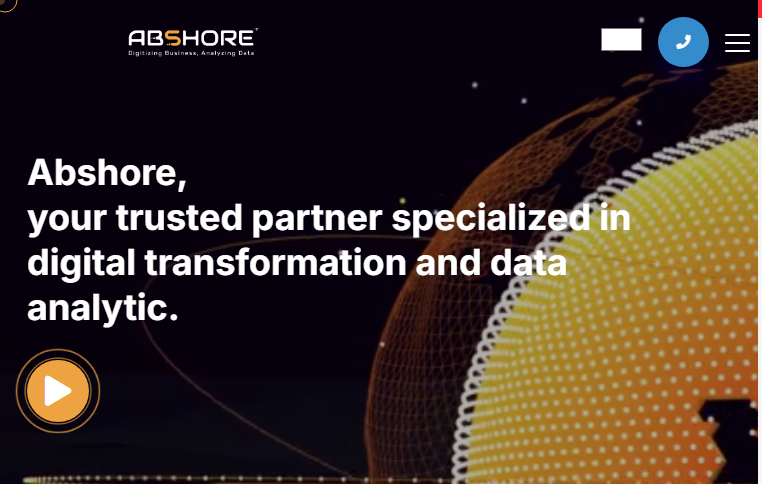 ABSHORE
Digitizing Business, Analyzing Data
Abshore,
your trusted partner specialized in
digital transformation and data
analytic.